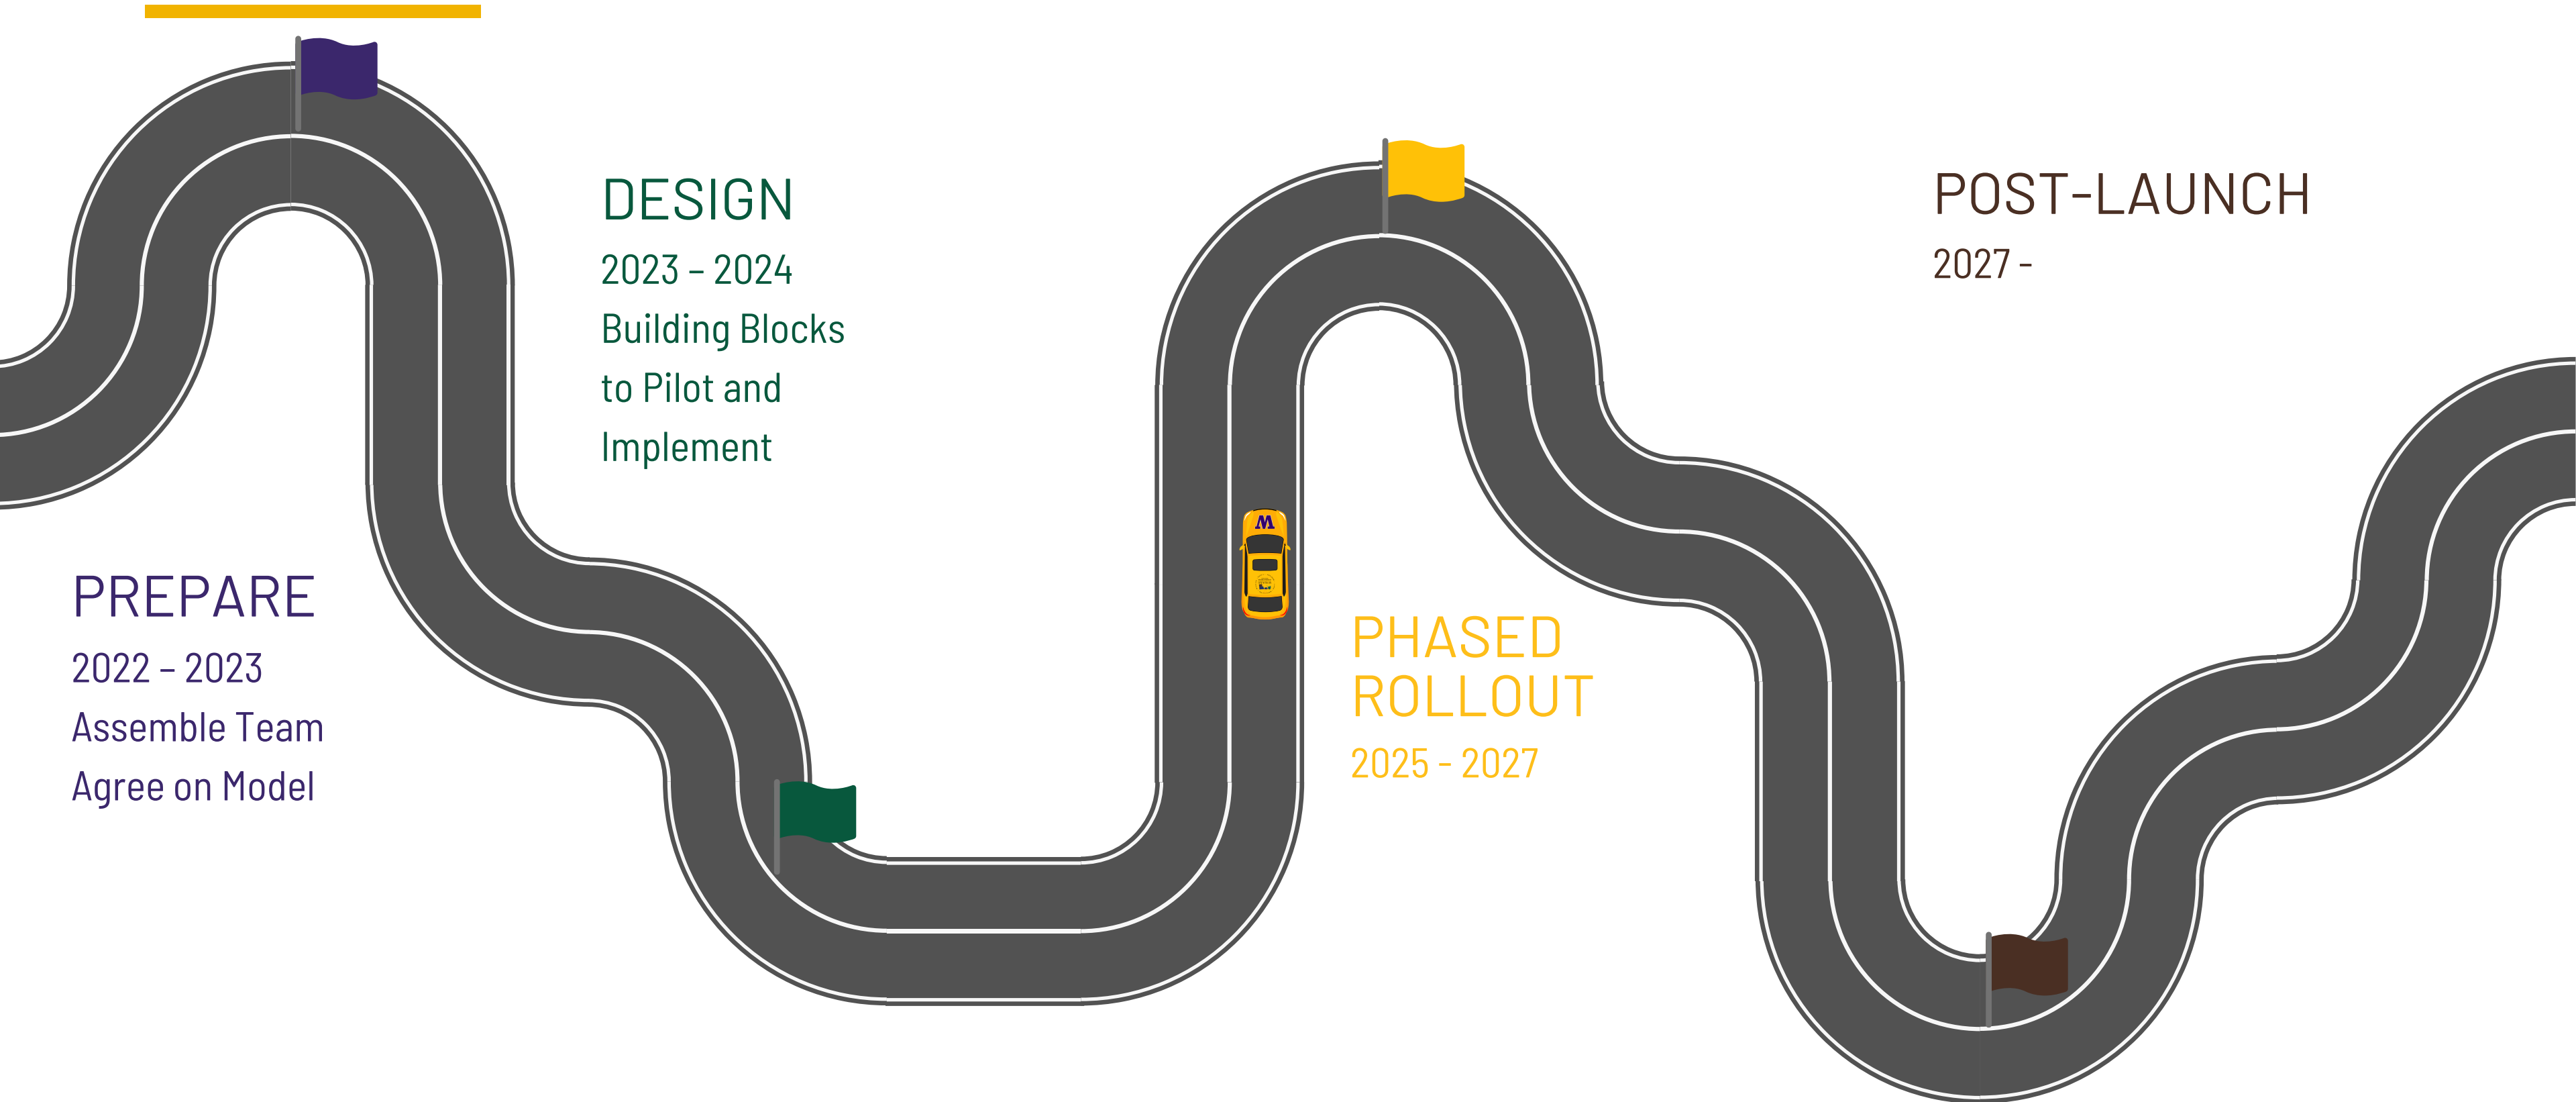 PREPARE
2022 – 2023
Assemble Team
Agree on Model
DESIGN
2023 – 2024
Building Blocks
to Pilot and
Implement
W
PHASED
ROLLOUT
2025 - 2027
POST-LAUNCH
2027 -